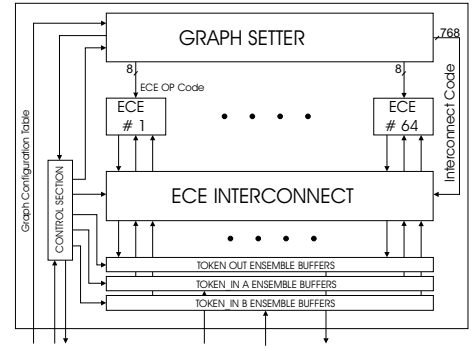 GRAPH SETTER
768
8
8
ECE OP Code
ECE
# 1
ECE
# 64
Interconnect Code
Graph Configuration Table
CONTROL SECTION
ECE INTERCONNECT
TOKEN OUT ENSEMBLE BUFFERS
TOKEN_IN A ENSEMBLE BUFFERS
TOKEN_IN B ENSEMBLE BUFFERS